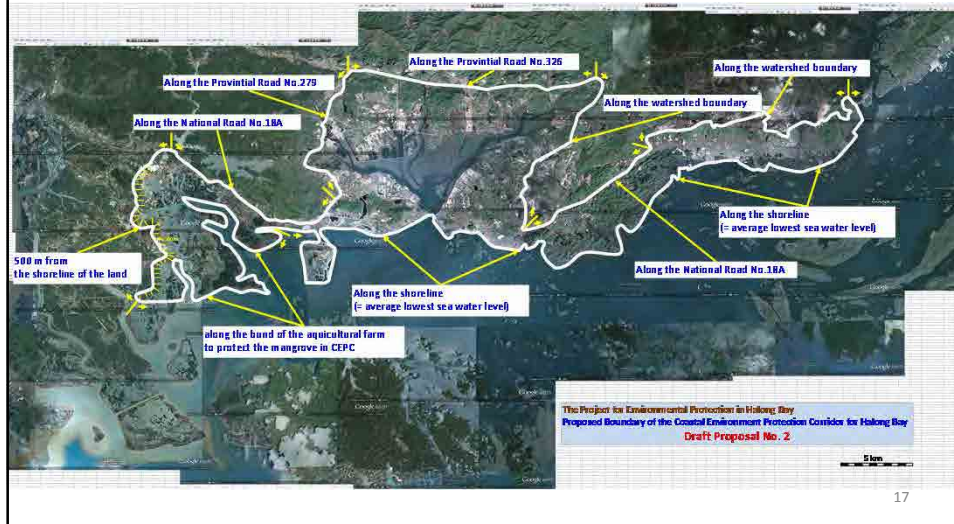 Along the Provintial Road No.326
Along the watershed boundary
Along the Provintial Road No.279
Along the watershed boundary
Along the National Road No.18A
Google
Google
Along the shoreline
(= average lowest sea water level)
500 m from
the shoreline of the land
Along the National Road No.18A
Along the shoreline
(= average lowest sea water level)
along the bund of the aquicultural farm
to protect the mangrove in CEPC
Google
Google
The Project for Environmental Protection in Halong Bay
Proposed Boundary of the Coastal Environment Protection Corridor for Halong Bay
Draft Proposal No. 2
5 km
17